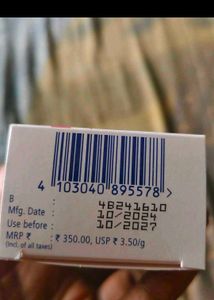 4 103040 895578 >
B : 4B241610
Mfg. Date : 10/2024
Use before : 10/2027
MRP ₹ : ₹ 350.00, USP ₹ 3.50/g
(Incl. of all taxes)